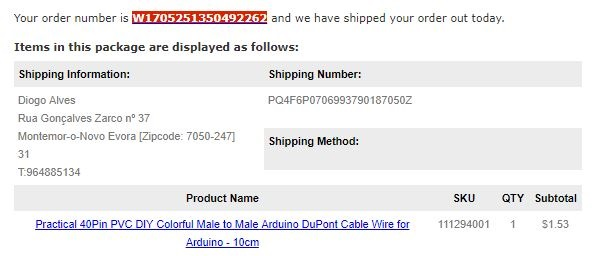 Your order number is W1705251350492262 and we have shipped your order out today.
Items in this package are displayed as follows:
Shipping Information:
Shipping Number:
Diogo Alves
PQ4F6P0706993790187050Z
Rua Gonçalves Zarco nº 37
Montemor-o-Novo Evora [Zipcode: 7050-247]
Shipping Method:
31
T:964885134
Product Name SKU QTY Subtotal
Practical 40Pin PVC DIY Colorful Male to Male Arduino DuPont Cable Wire for 111294001 1 $1.53
Arduino - 10cm